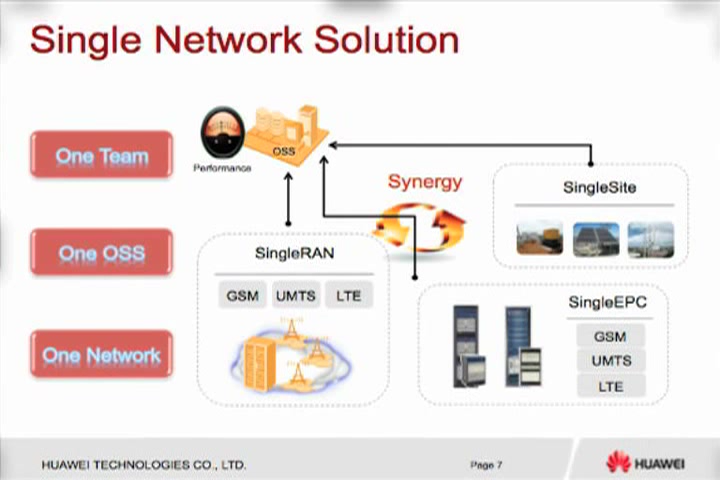 Single Network Solution
One Team
One OSS
One Network
Performance
OSS
Synergy
SingleSite
SingleRAN
GSM UMTS LTE
SingleEPC
GSM
UMTS
LTE
HUAWEI TECHNOLOGIES CO., LTD.
Page 7
HUAWEI